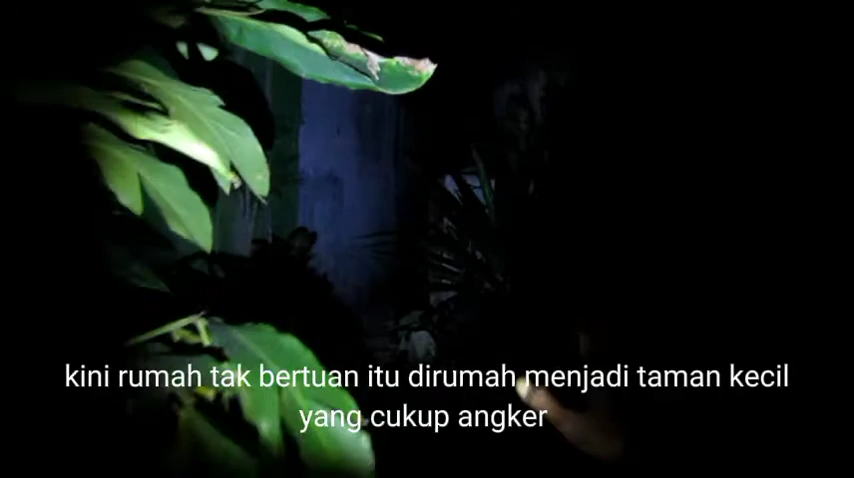 kini rumah tak bertuan itu dirumah menjadi taman kecil
yang cukup angker